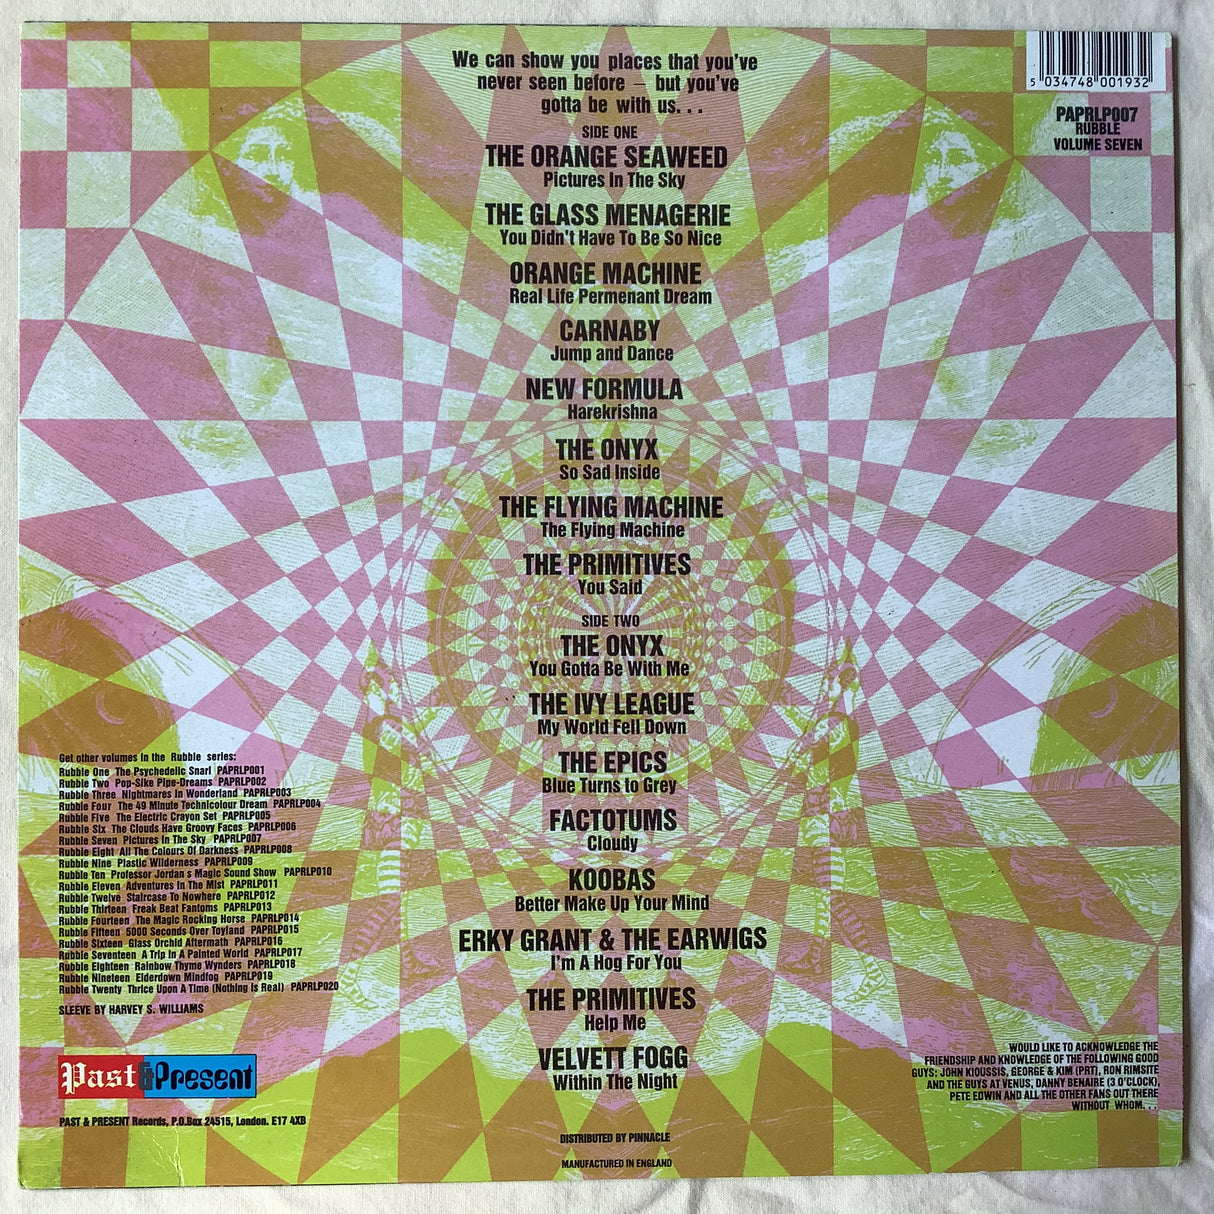 We can show you places that you've
never seen before – but you've
gotta be with us. . .
5 034748 001932
PAPRLP007
RUBBLE
VOLUME SEVEN
SIDE ONE
THE ORANGE SEAWEED
Pictures In The Sky
THE GLASS MENAGERIE
You Didn't Have To Be So Nice
ORANGE MACHINE
Real Life Permenant Dream
CARNABY
Jump and Dance
NEW FORMULA
Harekrishna
THE ONYX
So Sad Inside
THE FLYING MACHINE
The Flying Machine
THE PRIMITIVES
You Said
SIDE TWO
THE ONYX
You Gotta Be With Me
THE IVY LEAGUE
My World Fell Down
THE EPICS
Blue Turns to Grey
FACTOTUMS
Cloudy
KOOBAS
Better Make Up Your Mind
ERKY GRANT & THE EARWIGS
I'm A Hog For You
THE PRIMITIVES
Help Me
VELVETT FOGG
Within The Night
Get other volumes in the Rubble series:
Rubble One The Psychedelic Snarl PAPRLP001
Rubble Two Pop-Sike Pipe-Dreams PAPRLP002
Rubble Three Nightmares In Wonderland PAPRLP003
Rubble Four The 49 Minute Technicolour Dream PAPRLP004
Rubble Five The Electric Crayon Set PAPRLP005
Rubble Six The Clouds Have Groovy Faces PAPRLP006
Rubble Seven Pictures In The Sky PAPRLP007
Rubble Eight All The Colours Of Darkness PAPRLP008
Rubble Nine Plastic Wilderness PAPRLP009
Rubble Ten Professor Jordan s Magic Sound Show PAPRLP010
Rubble Eleven Adventures In The Mist PAPRLP011
Rubble Twelve Staircase To Nowhere PAPRLP012
Rubble Thirteen Freak Beat Fantoms PAPRLP013
Rubble Fourteen The Magic Rocking Horse PAPRLP014
Rubble Fifteen 5000 Seconds Over Toyland PAPRLP015
Rubble Sixteen Glass Orchid Aftermath PAPRLP016
Rubble Seventeen A Trip In A Painted World PAPRLP017
Rubble Eighteen Rainbow Thyme Wynders PAPRLP018
Rubble Nineteen Elderdown Mindfog PAPRLP019
Rubble Twenty Thrice Upon A Time (Nothing Is Real) PAPRLP020
SLEEVE BY HARVEY S. WILLIAMS
Past & Present
PAST & PRESENT Records, P.O.Box 24515, London. E17 4XB
WOULD LIKE TO ACKNOWLEDGE THE
FRIENDSHIP AND KNOWLEDGE OF THE FOLLOWING GOOD
GUYS: JOHN KIOUSSIS, GEORGE & KIM (PRT), RON RIMSITE
AND THE GUYS AT VENUS, DANNY BENAIRE (3 O'CLOCK),
PETE EDWIN AND ALL THE OTHER FANS OUT THERE
WITHOUT WHOM. . .
DISTRIBUTED BY PINNACLE
MANUFACTURED IN ENGLAND